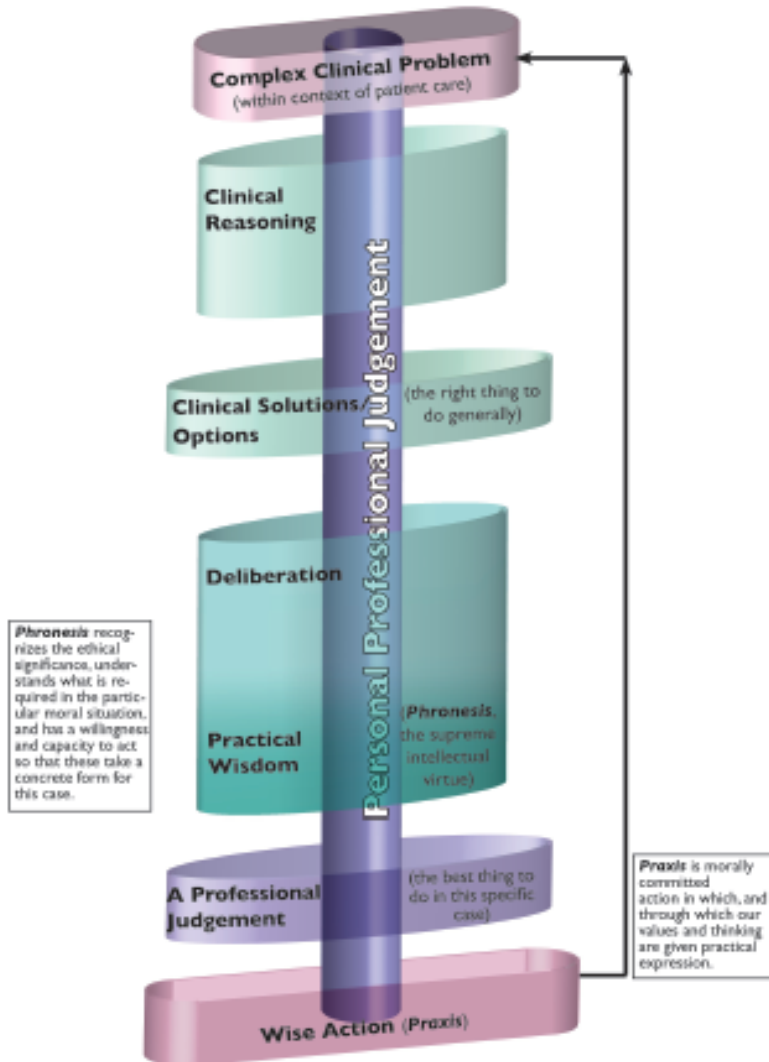 Complex Clinical Problem
(within context of patient care)
Clinical
Reasoning
Personal Professional Judgement
Clinical Solutions/
Options
(the right thing to
do generally)
Deliberation
Phronesis recog-
nizes the ethical
significance, under-
stands what is re-
quired in the partic-
ular moral situation,
and has a willingness
and capacity to act
so that these take a
concrete form for
this case.
Practical
Wisdom
(Phronesis,
the supreme
intellectual
virtue)
A Professional
Judgement
(the best thing to
do in this specific
case)
Praxis is morally
committed
action in which, and
through which our
values and thinking
are given practical
expression.
Wise Action (Praxis)